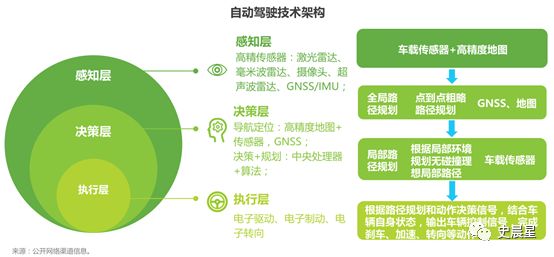 自动驾驶技术架构
感知层
决策层
执行层
感知层
高精传感器：激光雷达、
毫米波雷达、摄像头、超
声波雷达、GNSS/IMU；
决策层
导航定位：高精度地图+
传感器，GNSS；
决策+规划：中央处理器
+算法；
执行层
电子驱动、电子制动、电
子转向
车载传感器+高精度地图
全局路
径规划
点到点粗略
路径规划
GNSS、地图
局部路
径规划
根据局部环境
规划无碰撞理
想局部路径
车载传感器
根据路径规划和动作决策信号，结合车
辆自身状态，输出车辆控制信号，完成
刹车、加速、转向等动
来源：公开网络渠道信息。
史晨星